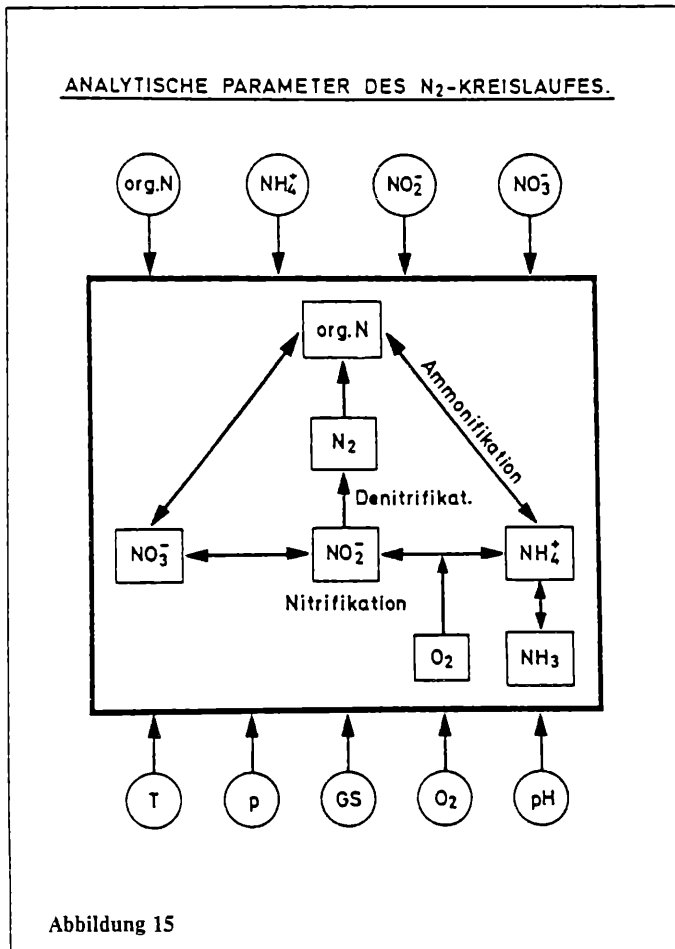 ANALYTISCHE PARAMETER DES N₂-KREISLAUFES.
org.N NH₄⁺ NO₂⁻ NO₃⁻
org.N
Ammonifikation
N₂
Denitrifikat.
NO₃⁻ NO₂⁻ NH₄⁺
Nitrifikation
O₂ NH₃
T p GS O₂ pH
Abbildung 15